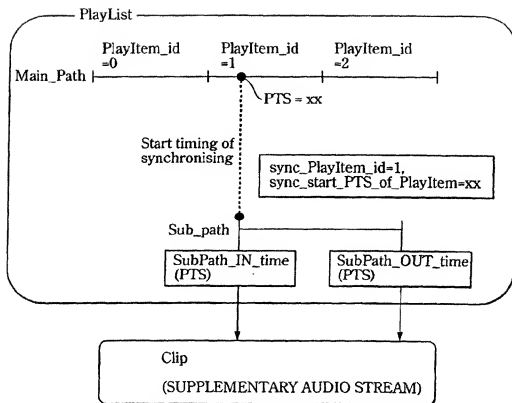 PlayList
PlayItem_id
=0
PlayItem_id
=1
PlayItem_id
=2
Main_Path
PTS = xx
Start timing of
synchronising
sync_PlayItem_id=1,
sync_start_PTS_of_PlayItem=xx
Sub_path
SubPath_IN_time
(PTS)
SubPath_OUT_time
(PTS)
Clip
(SUPPLEMENTARY AUDIO STREAM)